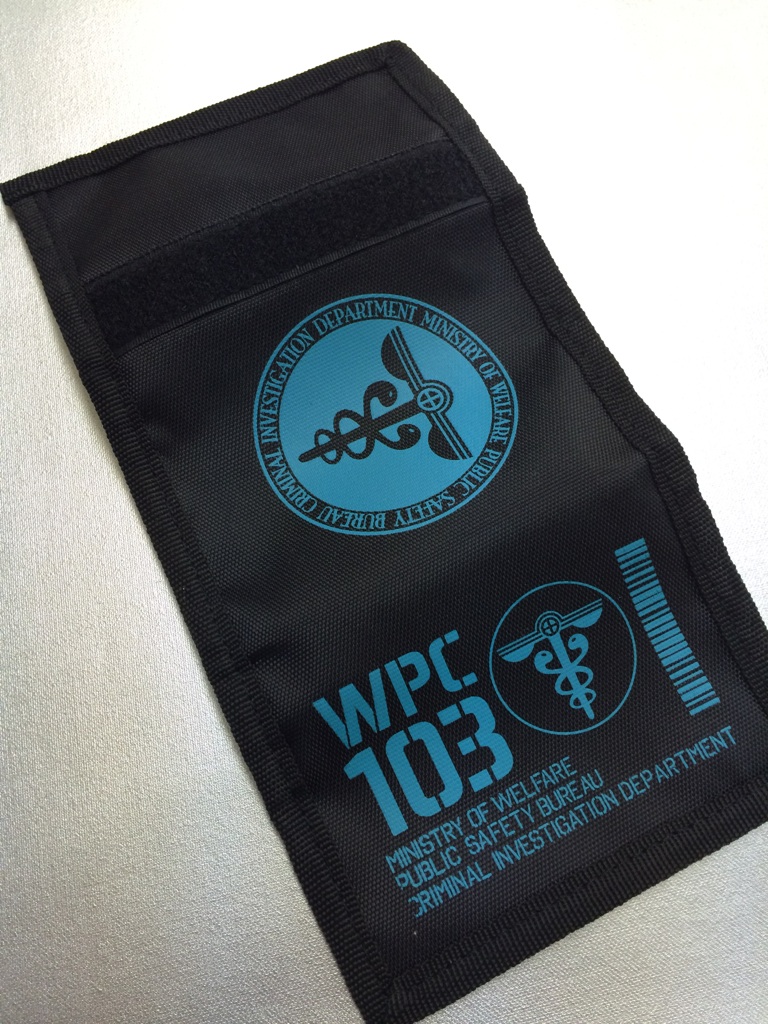 CRIMINAL INVESTIGATION DEPARTMENT MINISTRY OF WELFARE PUBLIC SAFETY BUREAU
WPC
103
MINISTRY OF WELFARE
PUBLIC SAFETY BUREAU
CRIMINAL INVESTIGATION DEPARTMENT